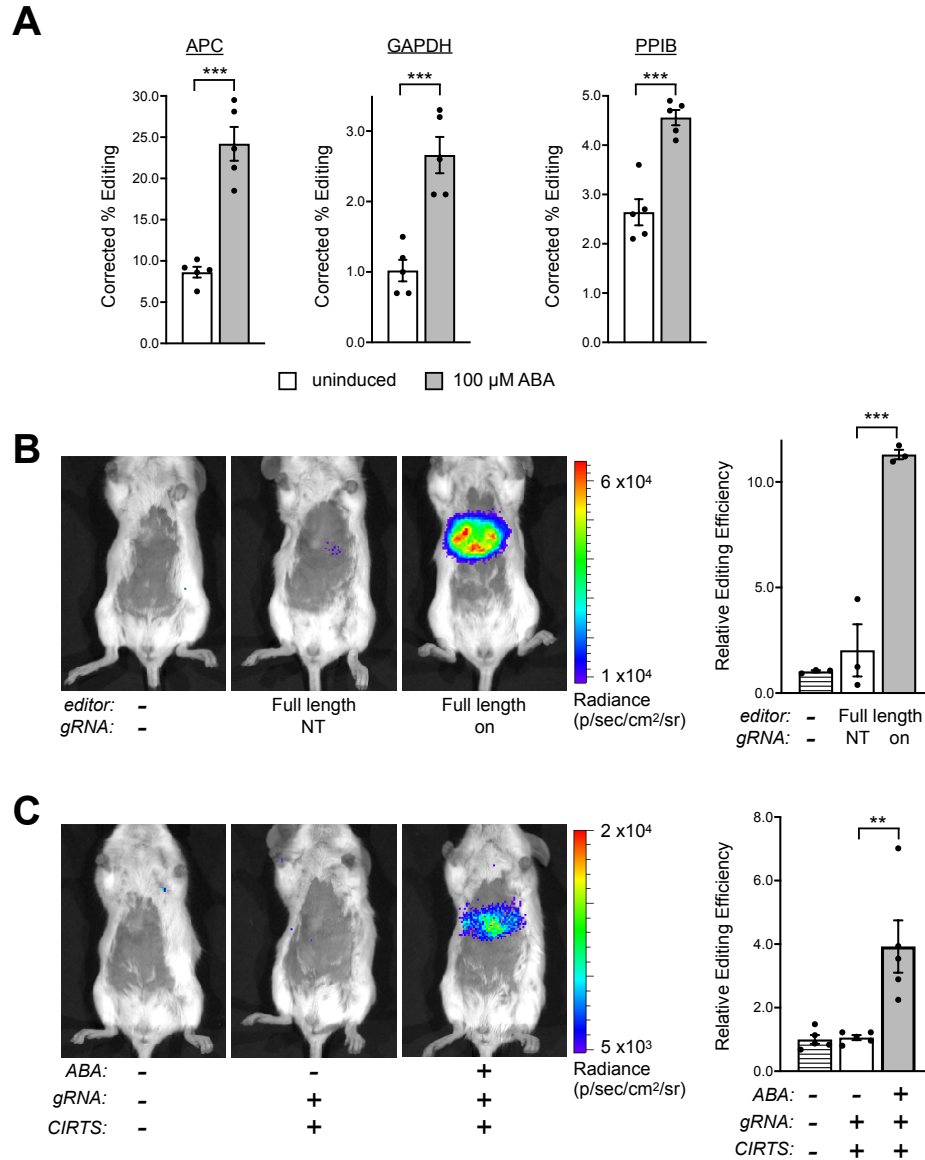 A
APC
GAPDH
PPIB
***
***
***
Corrected % Editing
30.0
25.0
20.0
15.0
10.0
5.0
0.0
Corrected % Editing
3.0
2.0
1.0
0.0
Corrected % Editing
5.0
4.0
3.0
2.0
1.0
0.0
uninduced
100 µM ABA
B
6 x10⁴
1 x10⁴
Radiance
(p/sec/cm²/sr)
editor: - Full length Full length
gRNA: - NT on
***
Relative Editing Efficiency
10.0
5.0
0.0
editor: - Full length
gRNA: - NT on
C
2 x10⁴
5 x10³
Radiance
(p/sec/cm²/sr)
ABA: - - +
gRNA: - + +
CIRTS: - + +
**
Relative Editing Efficiency
8.0
6.0
4.0
2.0
0.0
ABA: - - +
gRNA: - + +
CIRTS: - + +